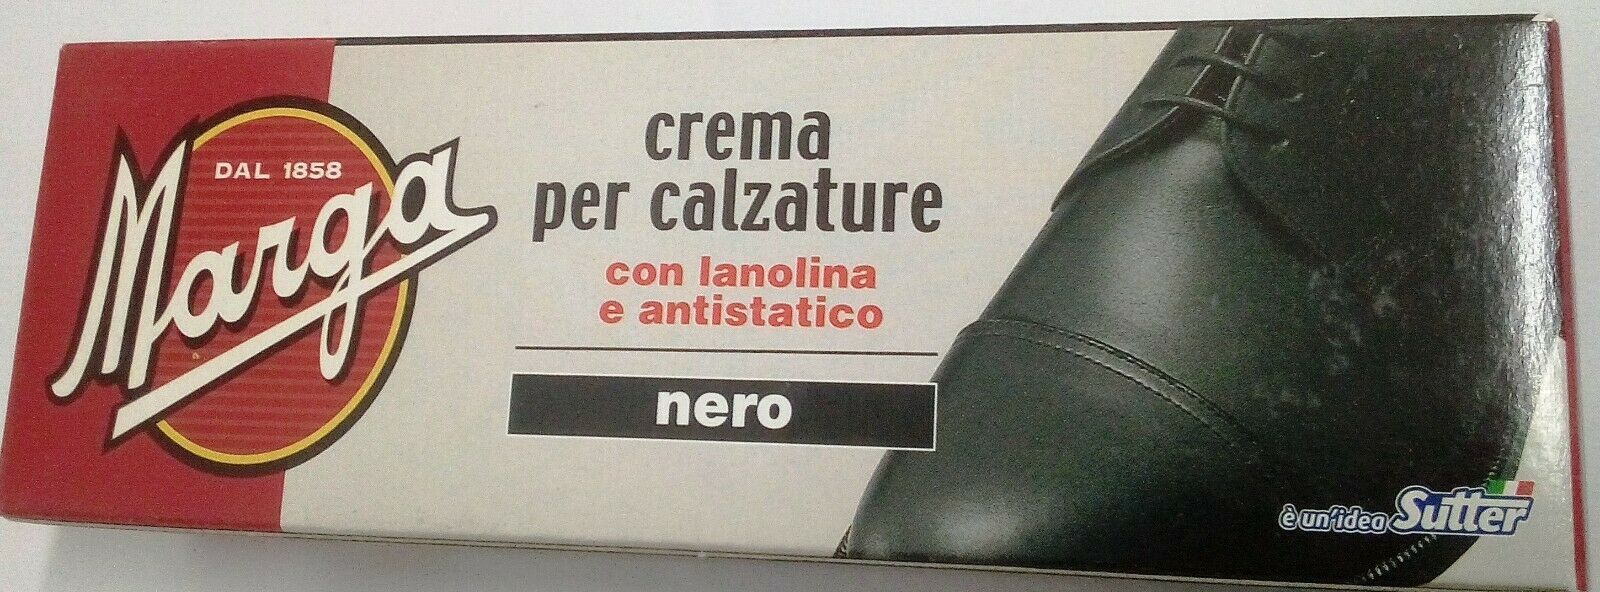 DAL 1858
Marga
crema
per calzature
con lanolina
e antistatico
nero
è un'idea Sutter